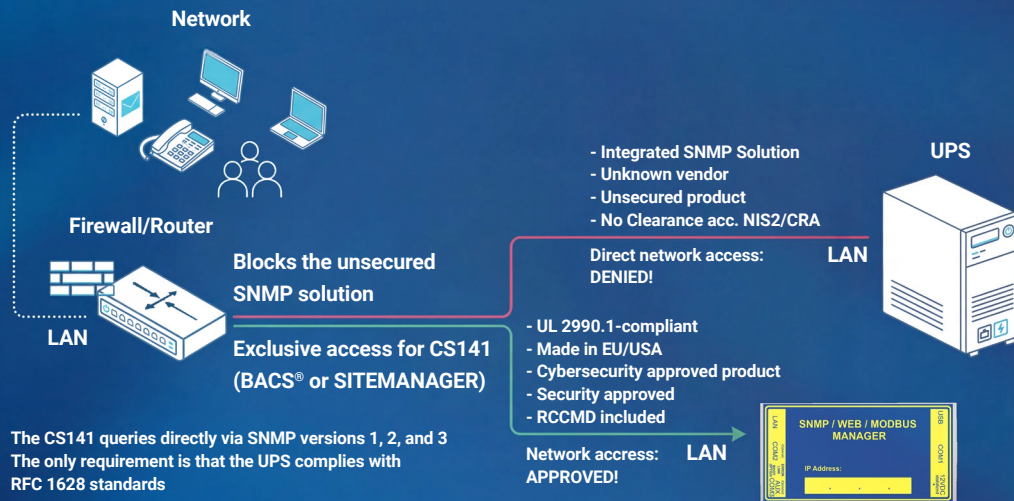 Network
Firewall/Router
LAN
Blocks the unsecured
SNMP solution
Exclusive access for CS141
(BACS® or SITEMANAGER)
- Integrated SNMP Solution
- Unknown vendor
- Unsecured product
- No Clearance acc. NIS2/CRA
Direct network access:
DENIED!
LAN
UPS
- UL 2990.1-compliant
- Made in EU/USA
- Cybersecurity approved product
- Security approved
- RCCMD included
Network access:
APPROVED!
LAN
The CS141 queries directly via SNMP versions 1, 2, and 3
The only requirement is that the UPS complies with
RFC 1628 standards
SNMP / WEB / MODBUS
MANAGER
IP Address:
. . .
LAN
COM2
AUX
USB
COM1
12VDC